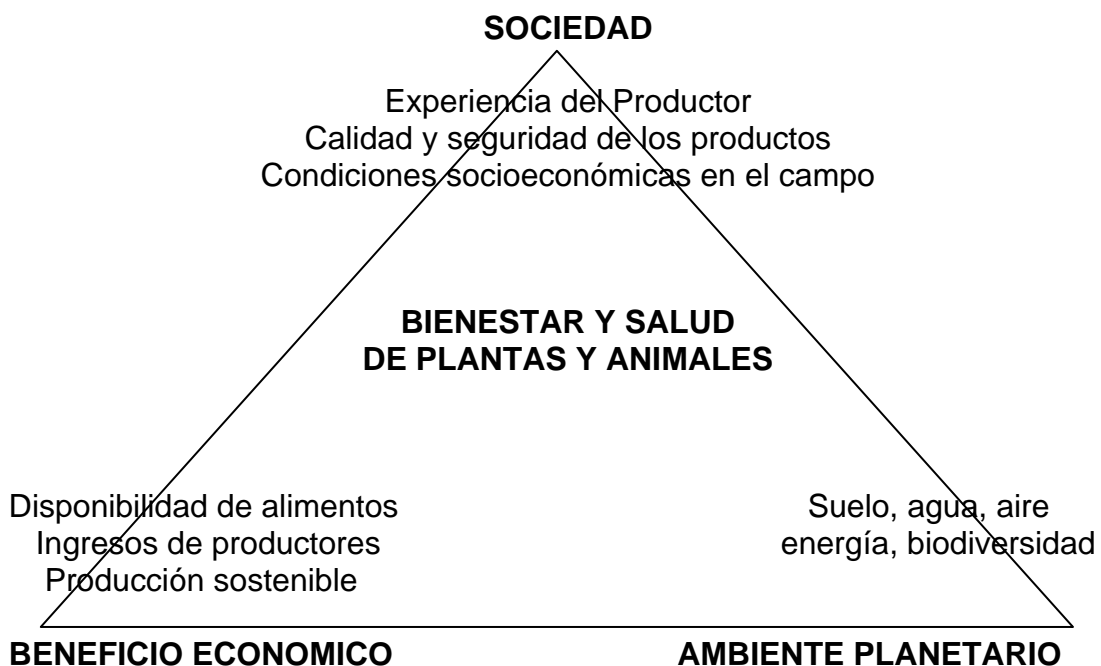 SOCIEDAD
Experiencia del Productor
Calidad y seguridad de los productos
Condiciones socioeconómicas en el campo
BIENESTAR Y SALUD
DE PLANTAS Y ANIMALES
Disponibilidad de alimentos
Ingresos de productores
Producción sostenible
Suelo, agua, aire
energía, biodiversidad
BENEFICIO ECONOMICO
AMBIENTE PLANETARIO